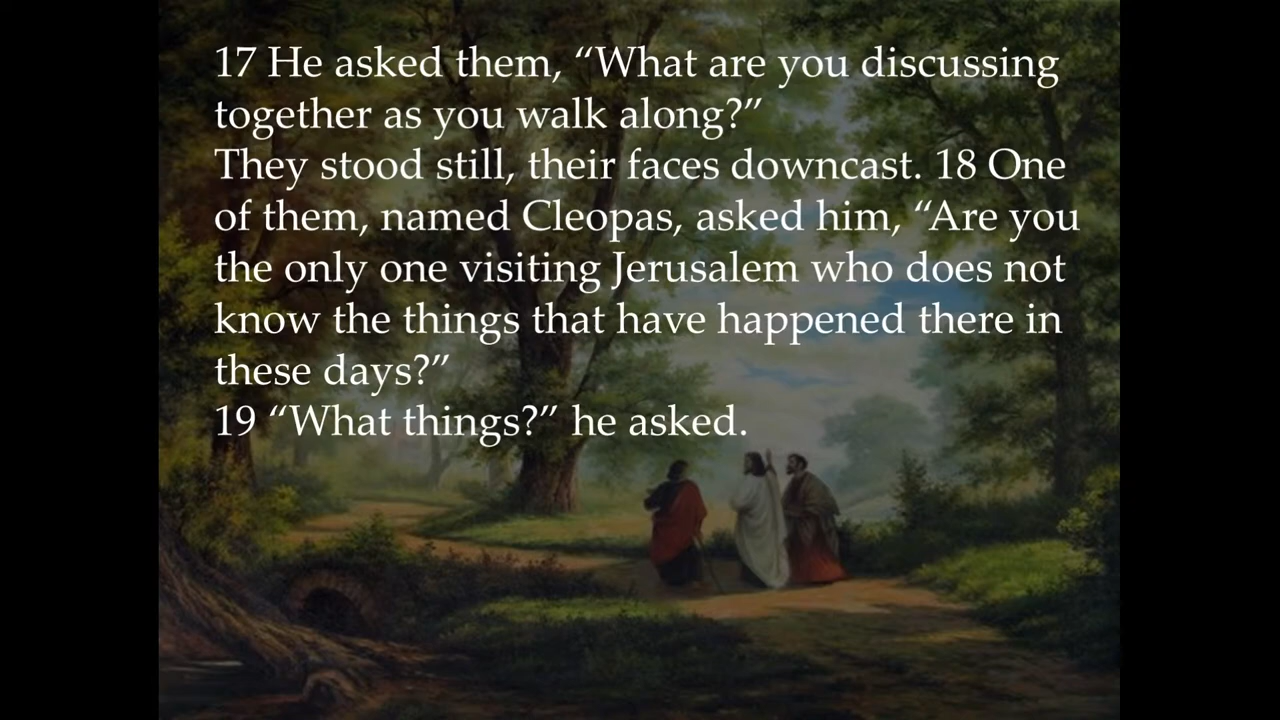 17 He asked them, “What are you discussing
together as you walk along?”
They stood still, their faces downcast. 18 One
of them, named Cleopas, asked him, “Are you
the only one visiting Jerusalem who does not
know the things that have happened there in
these days?”
19 “What things?” he asked.